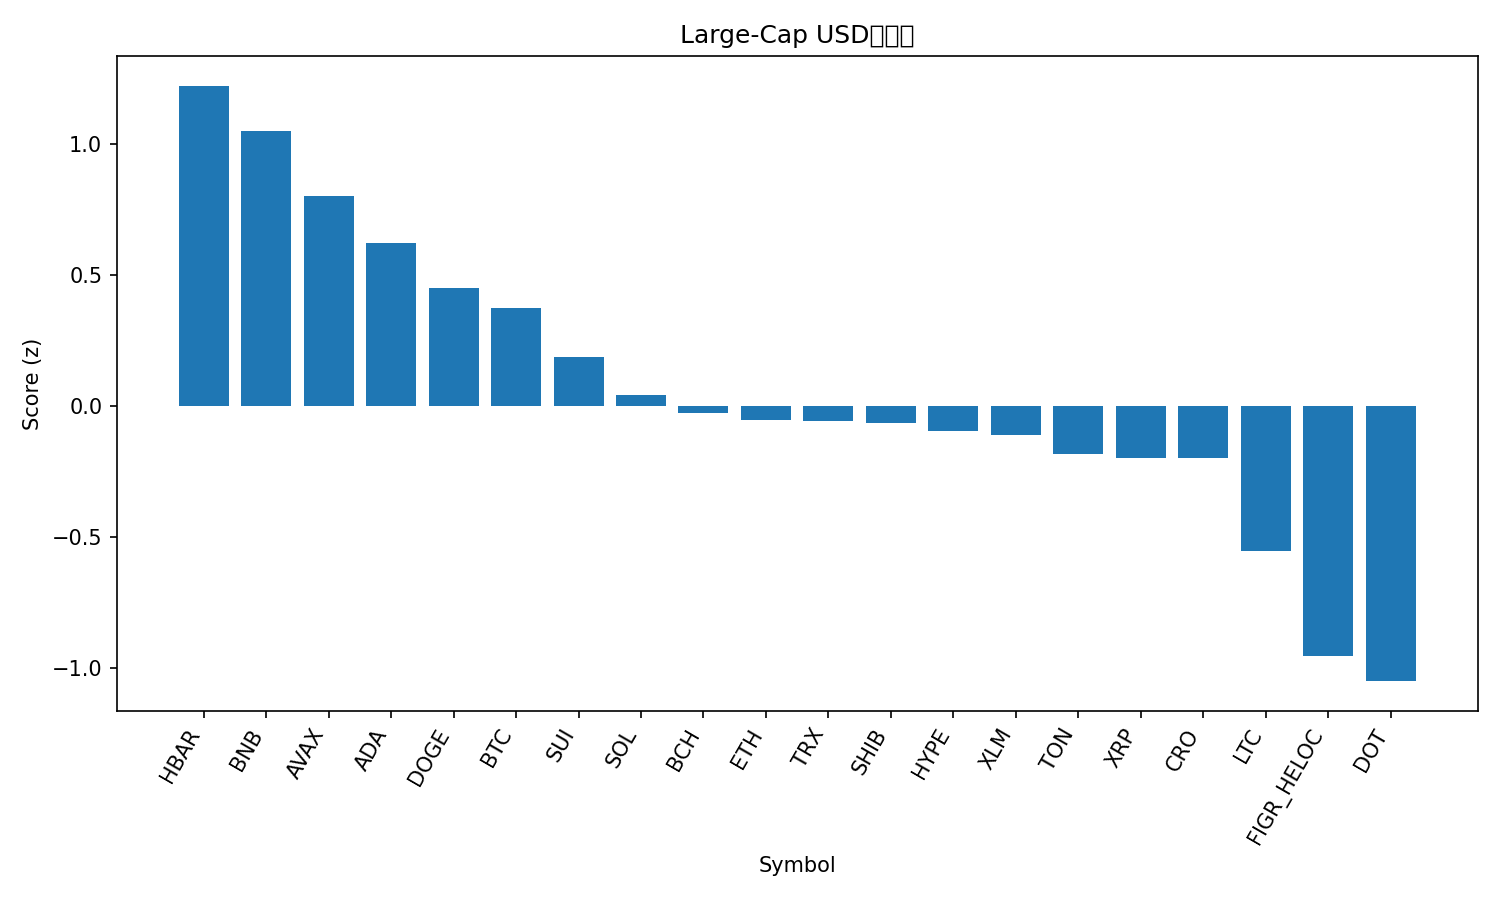 Large-Cap USD
Score (z)
1.0
0.5
0.0
−0.5
−1.0
HBAR
BNB
AVAX
ADA
DOGE
BTC
SUI
SOL
BCH
ETH
TRX
SHIB
HYPE
XLM
TON
XRP
CRO
LTC
FIGR_HELOC
DOT
Symbol